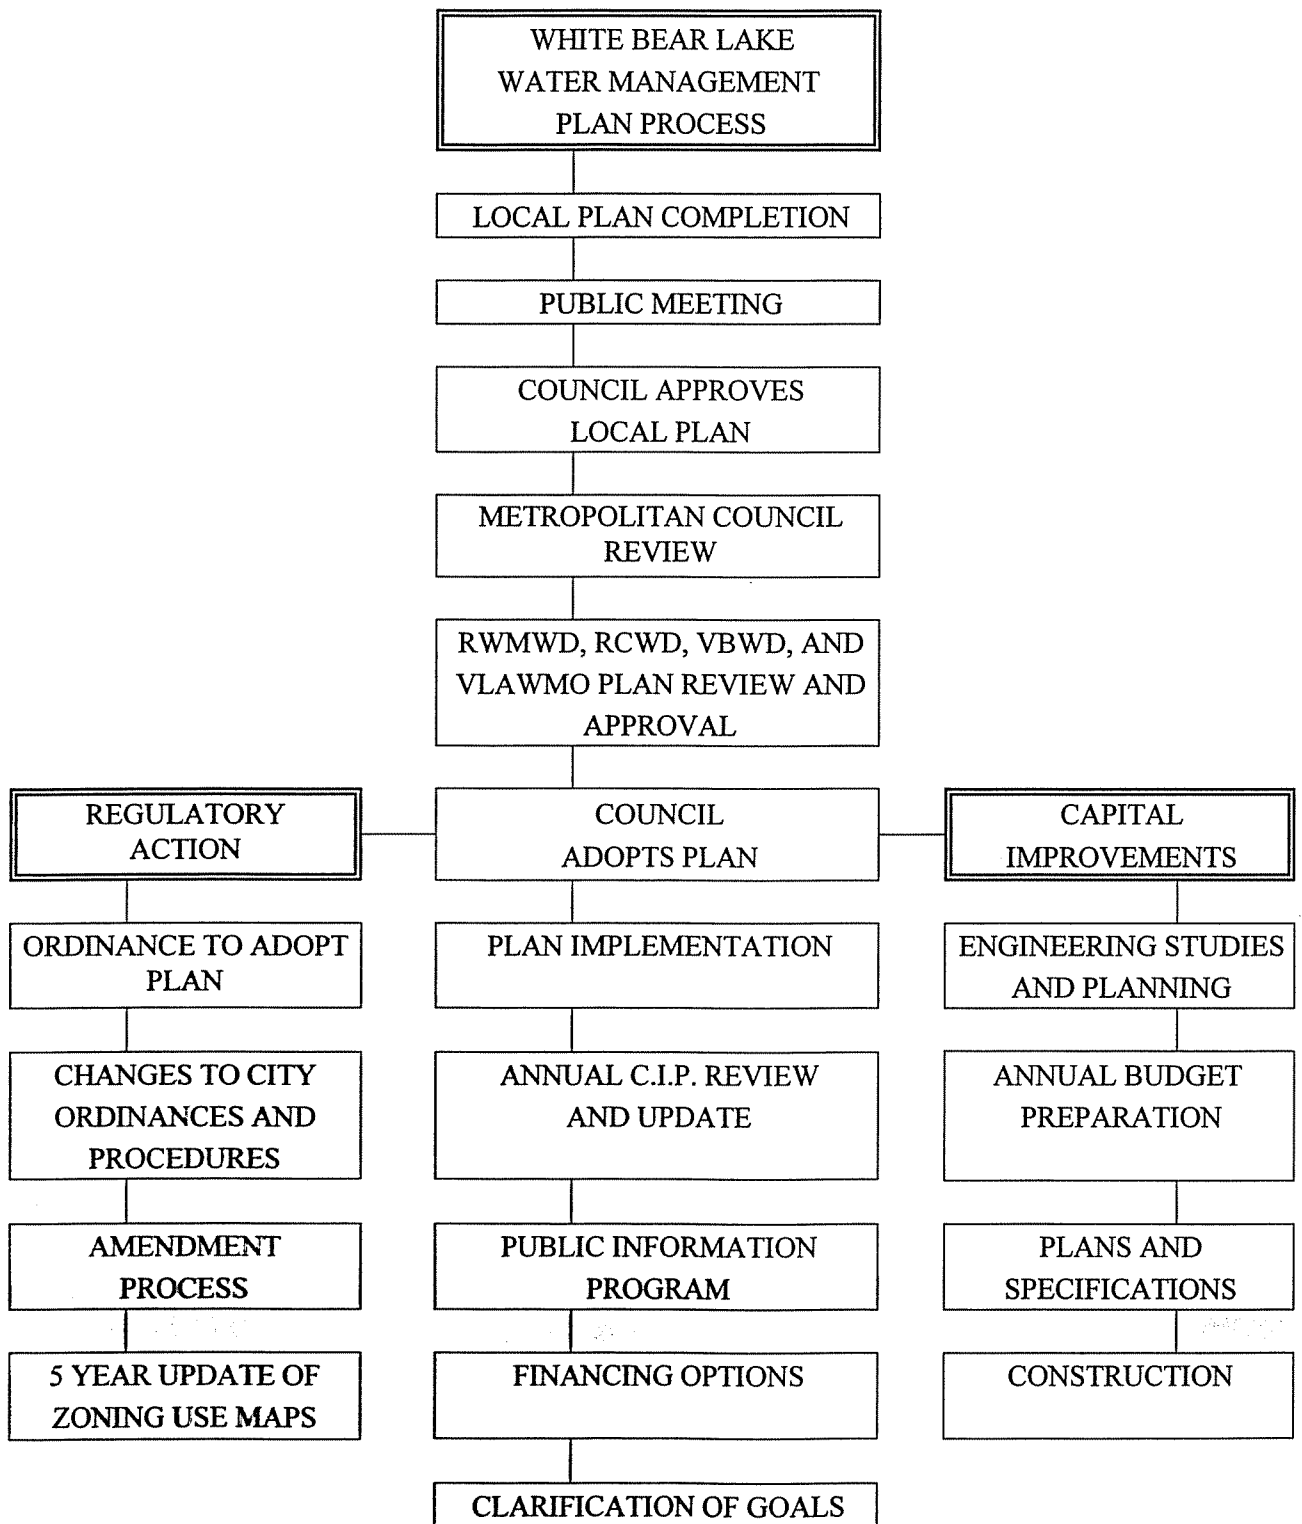 WHITE BEAR LAKE
WATER MANAGEMENT
PLAN PROCESS
LOCAL PLAN COMPLETION
PUBLIC MEETING
COUNCIL APPROVES
LOCAL PLAN
METROPOLITAN COUNCIL
REVIEW
RWMWD, RCWD, VBWD, AND
VLAWMO PLAN REVIEW AND
APPROVAL
COUNCIL
ADOPTS PLAN
REGULATORY
ACTION
ORDINANCE TO ADOPT
PLAN
CHANGES TO CITY
ORDINANCES AND
PROCEDURES
AMENDMENT
PROCESS
5 YEAR UPDATE OF
ZONING USE MAPS
PLAN IMPLEMENTATION
ANNUAL C.I.P. REVIEW
AND UPDATE
PUBLIC INFORMATION
PROGRAM
FINANCING OPTIONS
CLARIFICATION OF GOALS
CAPITAL
IMPROVEMENTS
ENGINEERING STUDIES
AND PLANNING
ANNUAL BUDGET
PREPARATION
PLANS AND
SPECIFICATIONS
CONSTRUCTION